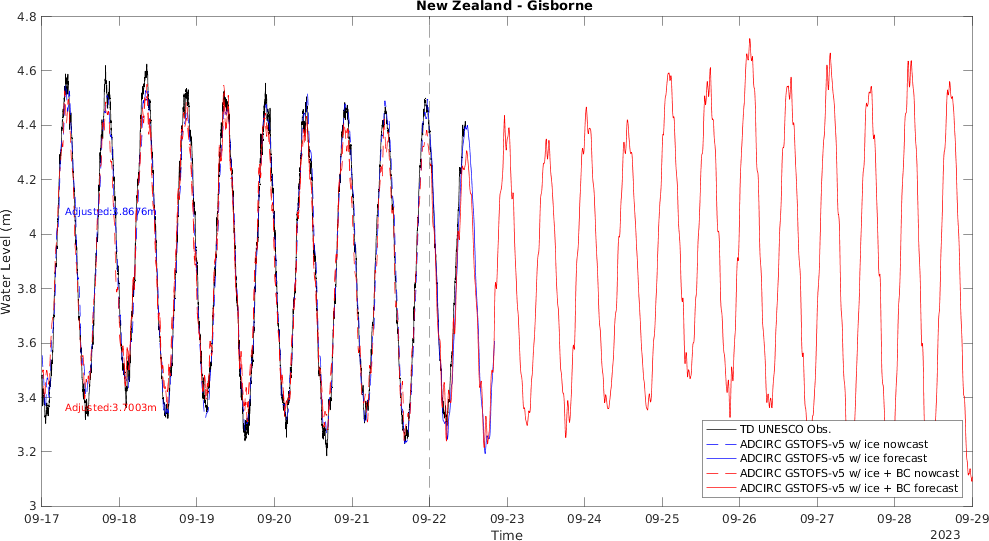 New Zealand - Gisborne
4.8
4.6
4.4
4.2
4
3.8
3.6
3.4
3.2
3
Water Level (m)
Adjusted:3.8676m
Adjusted:3.7003m
TD UNESCO Obs.
ADCIRC GSTOFS-v5 w/ ice nowcast
ADCIRC GSTOFS-v5 w/ ice forecast
ADCIRC GSTOFS-v5 w/ ice + BC nowcast
ADCIRC GSTOFS-v5 w/ ice + BC forecast
09-17 09-18 09-19 09-20 09-21 09-22 09-23 09-24 09-25 09-26 09-27 09-28 09-29
Time
2023